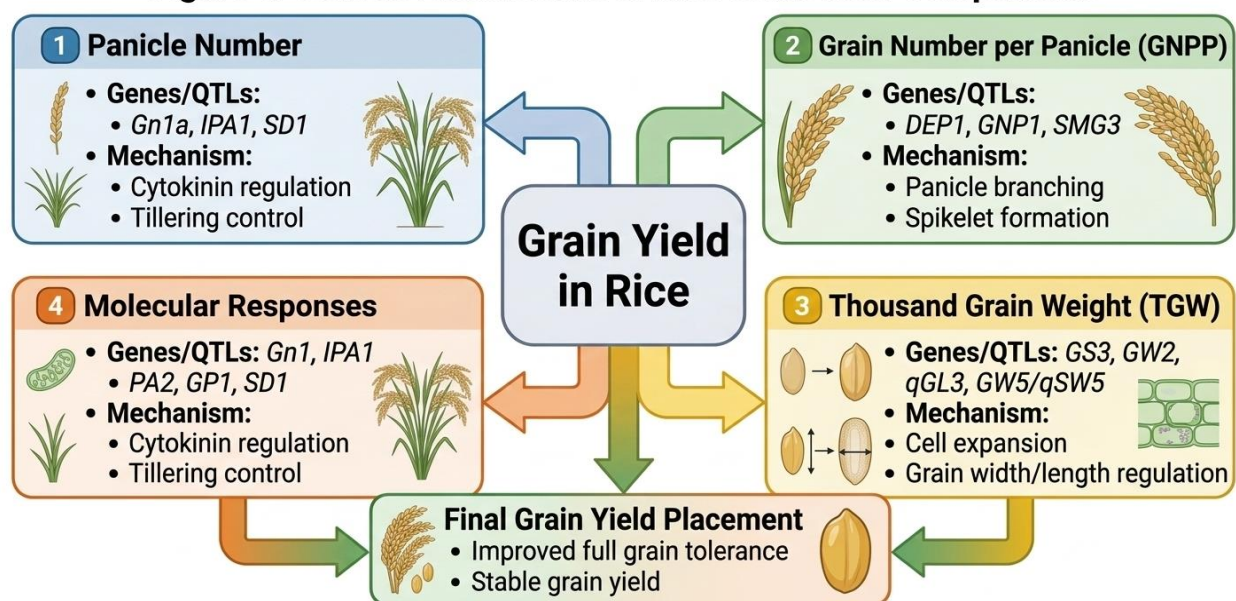 1 Panicle Number
• Genes/QTLs:
• Gn1a, IPA1, SD1
• Mechanism:
• Cytokinin regulation
• Tillering control
2 Grain Number per Panicle (GNPP)
• Genes/QTLs:
• DEP1, GNP1, SMG3
• Mechanism:
• Panicle branching
• Spikelet formation
Grain Yield
in Rice
4 Molecular Responses
• Genes/QTLs: Gn1, IPA1
• PA2, GP1, SD1
• Mechanism:
• Cytokinin regulation
• Tillering control
3 Thousand Grain Weight (TGW)
• Genes/QTLs: GS3, GW2,
qGL3, GW5/qSW5
• Mechanism:
• Cell expansion
• Grain width/length regulation
Final Grain Yield Placement
• Improved full grain tolerance
• Stable grain yield